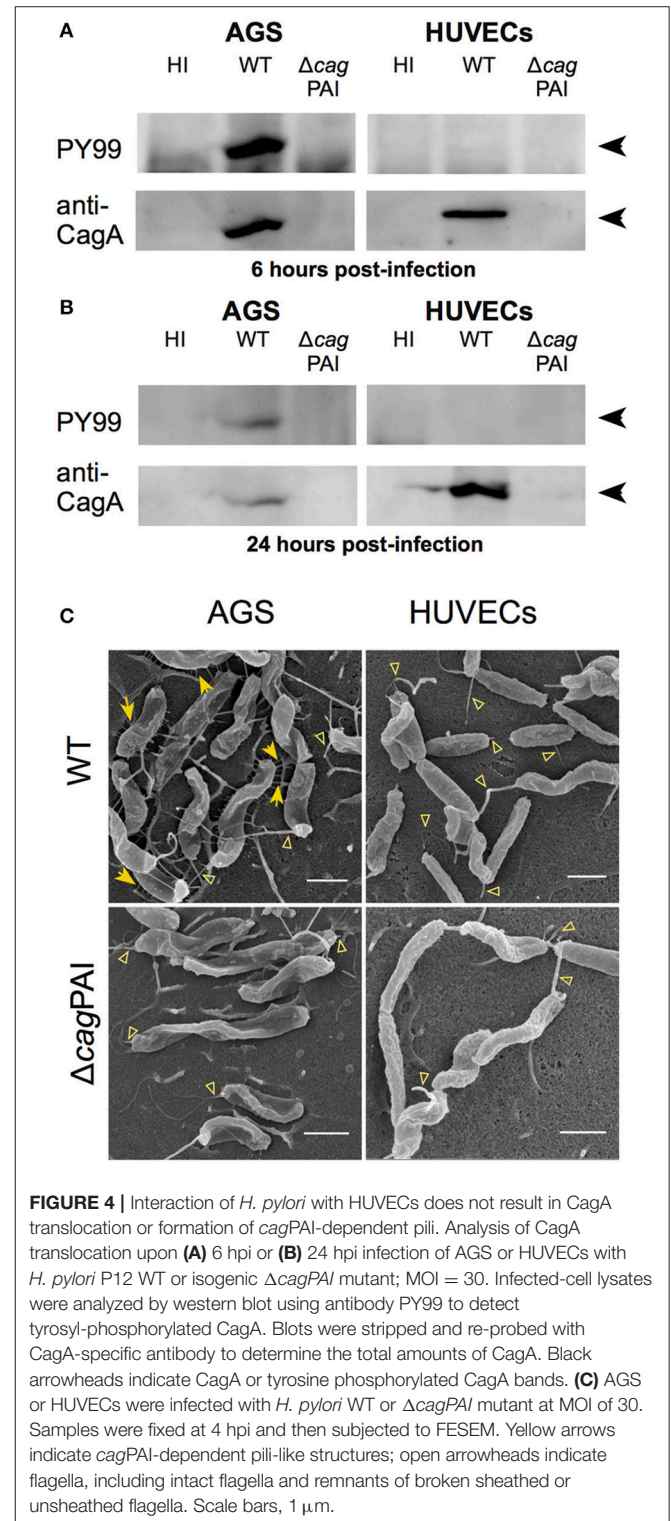 A
AGS HUVECs
HI WT Δcag PAI HI WT Δcag PAI
PY99
anti-
CagA
6 hours post-infection
B
AGS HUVECs
HI WT Δcag PAI HI WT Δcag PAI
PY99
anti-
CagA
24 hours post-infection
C
AGS HUVECs
WT
ΔcagPAI
FIGURE 4 | Interaction of H. pylori with HUVECs does not result in CagA
translocation or formation of cagPAI-dependent pili. Analysis of CagA
translocation upon (A) 6 hpi or (B) 24 hpi infection of AGS or HUVECs with
H. pylori P12 WT or isogenic ΔcagPAI mutant; MOI = 30. Infected-cell lysates
were analyzed by western blot using antibody PY99 to detect
tyrosyl-phosphorylated CagA. Blots were stripped and re-probed with
CagA-specific antibody to determine the total amounts of CagA. Black
arrowheads indicate CagA or tyrosine phosphorylated CagA bands. (C) AGS
or HUVECs were infected with H. pylori WT or ΔcagPAI mutant at MOI of 30.
Samples were fixed at 4 hpi and then subjected to FESEM. Yellow arrows
indicate cagPAI-dependent pili-like structures; open arrowheads indicate
flagella, including intact flagella and remnants of broken sheathed or
unsheathed flagella. Scale bars, 1 μm.